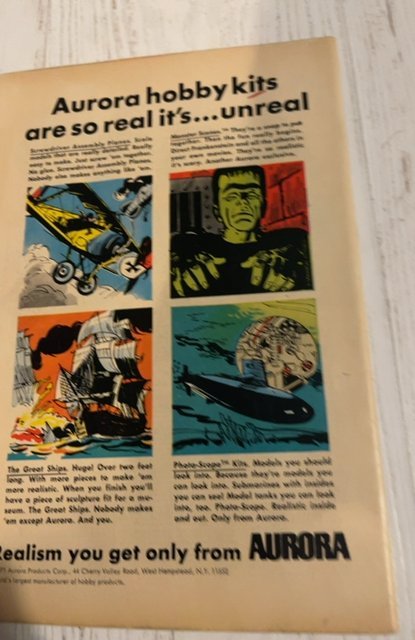 Aurora hobby kits
are so real it's...unreal
Screwdriver Assembly Planes. Scale
models that are really detailed. Really
easy to make. Just screw 'em together.
No glue. Screwdriver Assembly Planes.
Nobody else makes anything like 'em.
Monster Scenes.™ They're a snap to put
together. Then the fun really begins.
Direct Frankenstein and all the others in
your own movies. They're so realistic
it's scary. Another Aurora exclusive.
The Great Ships. Huge! Over two feet
long. With more pieces to make 'em
more realistic. When you finish you'll
have a piece of sculpture fit for a mu-
seum. The Great Ships. Nobody makes
'em except Aurora. And you.
Photo-Scope™ Kits. Models you should
look into. Because they're models you
can look into. Submarines with insides
you can see! Model tanks you can look
into, too. Photo-Scope. Realistic inside
and out. Only from Aurora.
Realism you get only from AURORA
Aurora Products Corp., 44 Cherry Valley Road, West Hempstead, N.Y. 11552
largest manufacturer of hobby products.